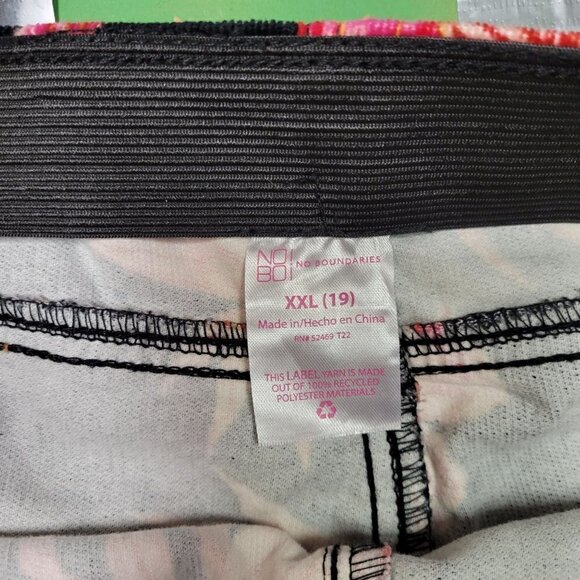 NO!
BO! NO BOUNDARIES
XXL (19)
Made in/Hecho en China
RN# 52469 T22
THIS LABEL YARN IS MADE
OUT OF 100% RECYCLED
POLYESTER MATERIALS